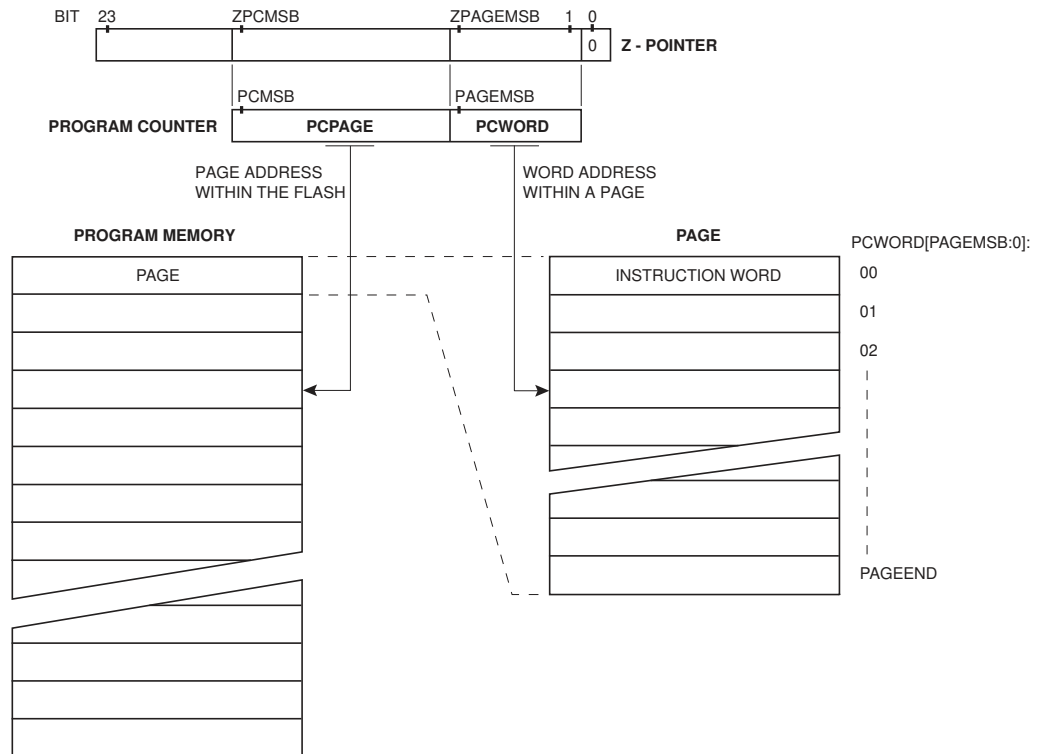 BIT 23 ZPCMSB ZPAGEMSB 1 0
0 Z - POINTER
PCMSB PAGEMSB
PROGRAM COUNTER PCPAGE PCWORD
PAGE ADDRESS
WITHIN THE FLASH
WORD ADDRESS
WITHIN A PAGE
PROGRAM MEMORY
PAGE
PAGE
PCWORD[PAGEMSB:0]:
INSTRUCTION WORD
00
01
02
PAGEEND